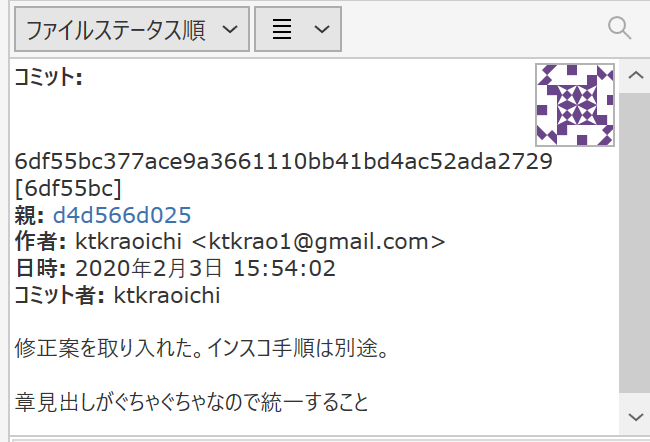 ファイルステータス順
コミット:
6df55bc377ace9a3661110bb41bd4ac52ada2729
[6df55bc]
親: d4d566d025
作者: ktkraoichi <ktkrao1@gmail.com>
日時: 2020年2月3日 15:54:02
コミット者: ktkraoichi
修正案を取り入れた。インスコ手順は別途。
章見出しがぐちゃぐちゃなので統一すること